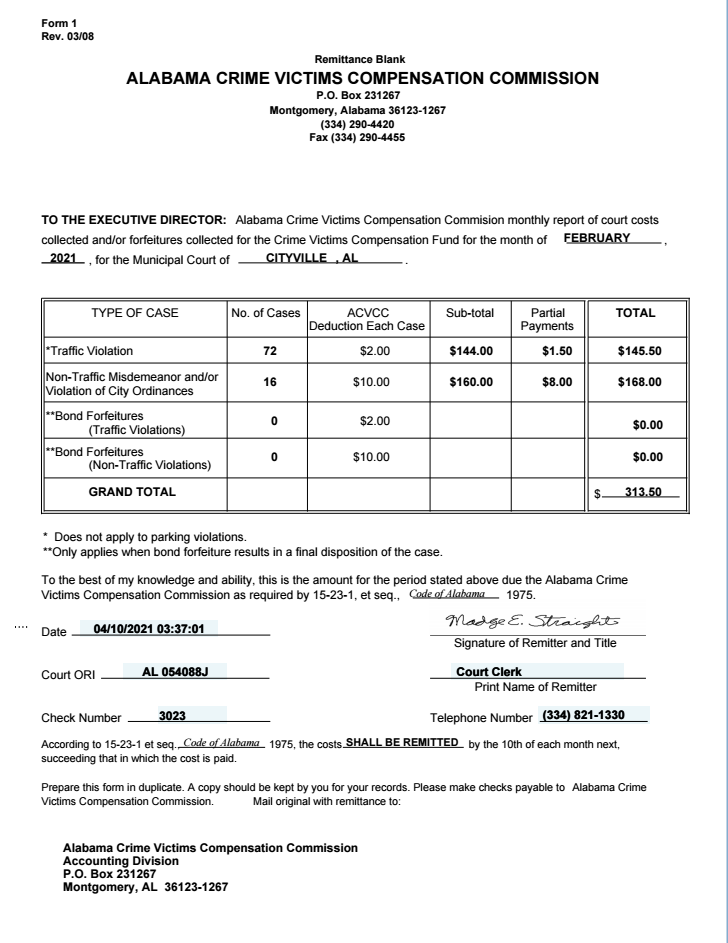 Form 1
Rev. 03/08
Remittance Blank
ALABAMA CRIME VICTIMS COMPENSATION COMMISSION
P.O. Box 231267
Montgomery, Alabama 36123-1267
(334) 290-4420
Fax (334) 290-4455
TO THE EXECUTIVE DIRECTOR: Alabama Crime Victims Compensation Commision monthly report of court costs
collected and/or forfeitures collected for the Crime Victims Compensation Fund for the month of FEBRUARY ,
2021 , for the Municipal Court of CITYVILLE , AL .
TYPE OF CASE No. of Cases ACVCC Deduction Each Case Sub-total Partial Payments TOTAL
*Traffic Violation 72 $2.00 $144.00 $1.50 $145.50
Non-Traffic Misdemeanor and/or
Violation of City Ordinances 16 $10.00 $160.00 $8.00 $168.00
**Bond Forfeitures
(Traffic Violations) 0 $2.00 $0.00
**Bond Forfeitures
(Non-Traffic Violations) 0 $10.00 $0.00
GRAND TOTAL $ 313.50
* Does not apply to parking violations.
**Only applies when bond forfeiture results in a final disposition of the case.
To the best of my knowledge and ability, this is the amount for the period stated above due the Alabama Crime
Victims Compensation Commission as required by 15-23-1, et seq., Code of Alabama 1975.
.... Date 04/10/2021 03:37:01 Madge E. Straight
Signature of Remitter and Title
Court ORI AL 054088J Court Clerk
Print Name of Remitter
Check Number 3023 Telephone Number (334) 821-1330
According to 15-23-1 et seq., Code of Alabama 1975, the costs SHALL BE REMITTED by the 10th of each month next,
succeeding that in which the cost is paid.
Prepare this form in duplicate. A copy should be kept by you for your records. Please make checks payable to Alabama Crime
Victims Compensation Commission. Mail original with remittance to:
Alabama Crime Victims Compensation Commission
Accounting Division
P.O. Box 231267
Montgomery, AL 36123-1267